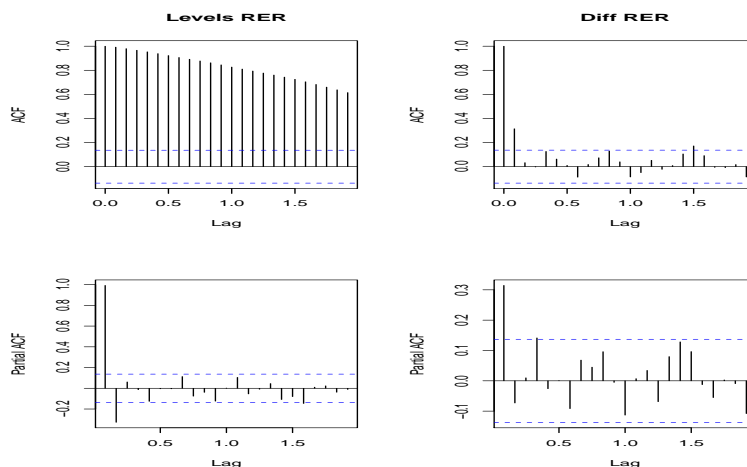 Levels RER
ACF
0.0 0.2 0.4 0.6 0.8 1.0
0.0 0.5 1.0 1.5
Lag
Diff RER
ACF
0.0 0.2 0.4 0.6 0.8 1.0
0.0 0.5 1.0 1.5
Lag
Partial ACF
-0.2 0.2 0.4 0.6 0.8 1.0
0.5 1.0 1.5
Lag
Partial ACF
-0.1 0.0 0.1 0.2 0.3
0.5 1.0 1.5
Lag